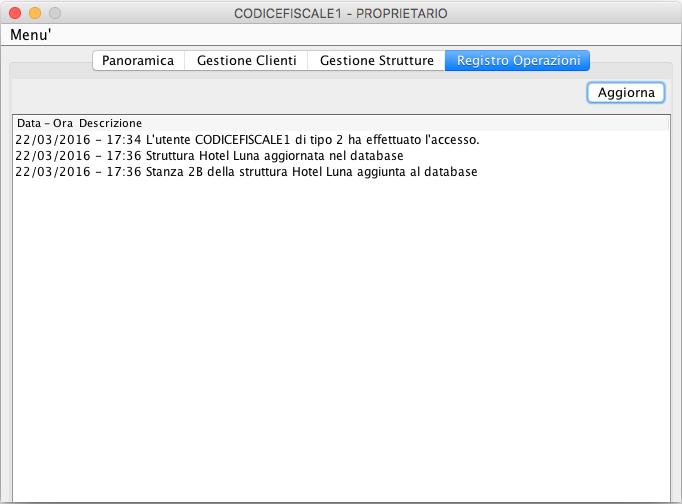 CODICEFISCALE1 - PROPRIETARIO
Menu'
Panoramica Gestione Clienti Gestione Strutture Registro Operazioni
Aggiorna
Data - Ora Descrizione
22/03/2016 - 17:34 L'utente CODICEFISCALE1 di tipo 2 ha effettuato l'accesso.
22/03/2016 - 17:36 Struttura Hotel Luna aggiornata nel database
22/03/2016 - 17:36 Stanza 2B della struttura Hotel Luna aggiunta al database